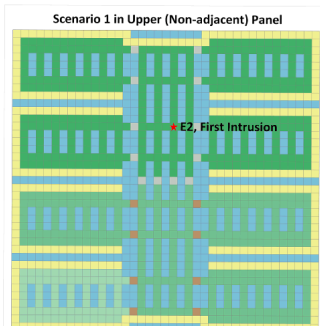 Scenario 1 in Upper (Non-adjacent) Panel
E2, First Intrusion